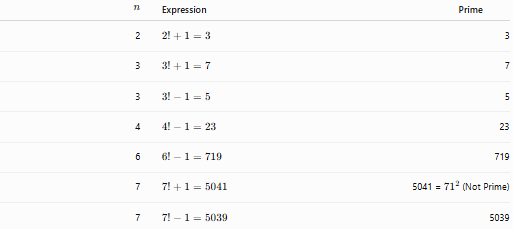 n Expression Prime
2 2! + 1 = 3 3
3 3! + 1 = 7 7
3 3! − 1 = 5 5
4 4! − 1 = 23 23
6 6! − 1 = 719 719
7 7! + 1 = 5041 5041 = 71² (Not Prime)
7 7! − 1 = 5039 5039